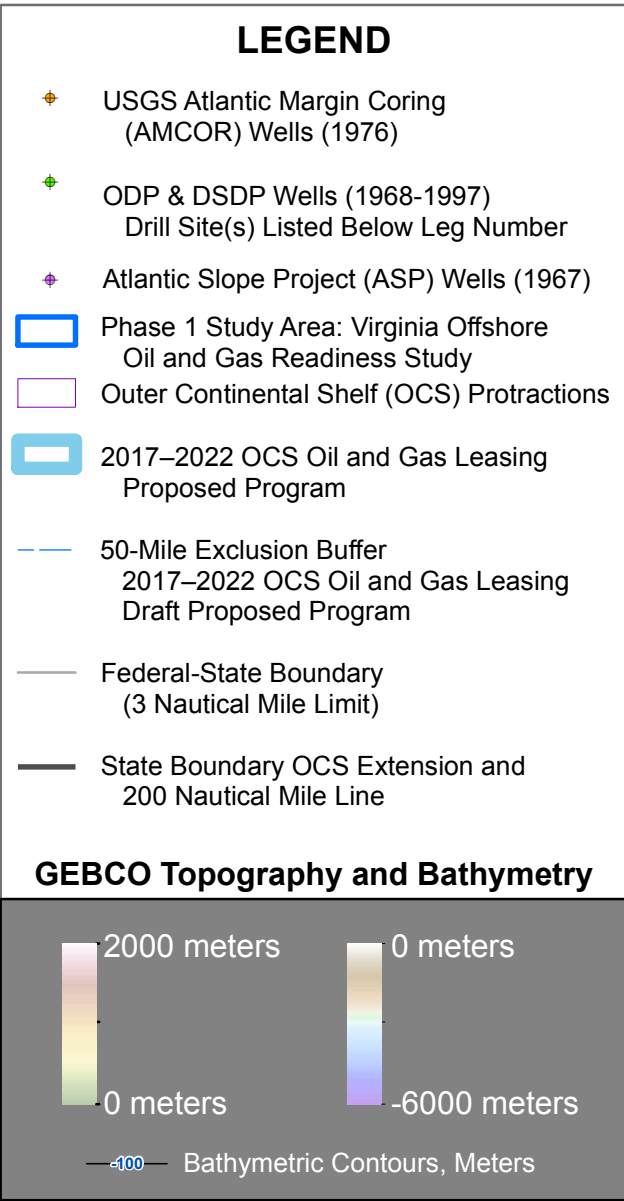 LEGEND
USGS Atlantic Margin Coring
(AMCOR) Wells (1976)
ODP & DSDP Wells (1968-1997)
Drill Site(s) Listed Below Leg Number
Atlantic Slope Project (ASP) Wells (1967)
Phase 1 Study Area: Virginia Offshore
Oil and Gas Readiness Study
Outer Continental Shelf (OCS) Protractions
2017–2022 OCS Oil and Gas Leasing
Proposed Program
50-Mile Exclusion Buffer
2017–2022 OCS Oil and Gas Leasing
Draft Proposed Program
Federal-State Boundary
(3 Nautical Mile Limit)
State Boundary OCS Extension and
200 Nautical Mile Line
GEBCO Topography and Bathymetry
2000 meters
0 meters
0 meters
-6000 meters
-100 Bathymetric Contours, Meters